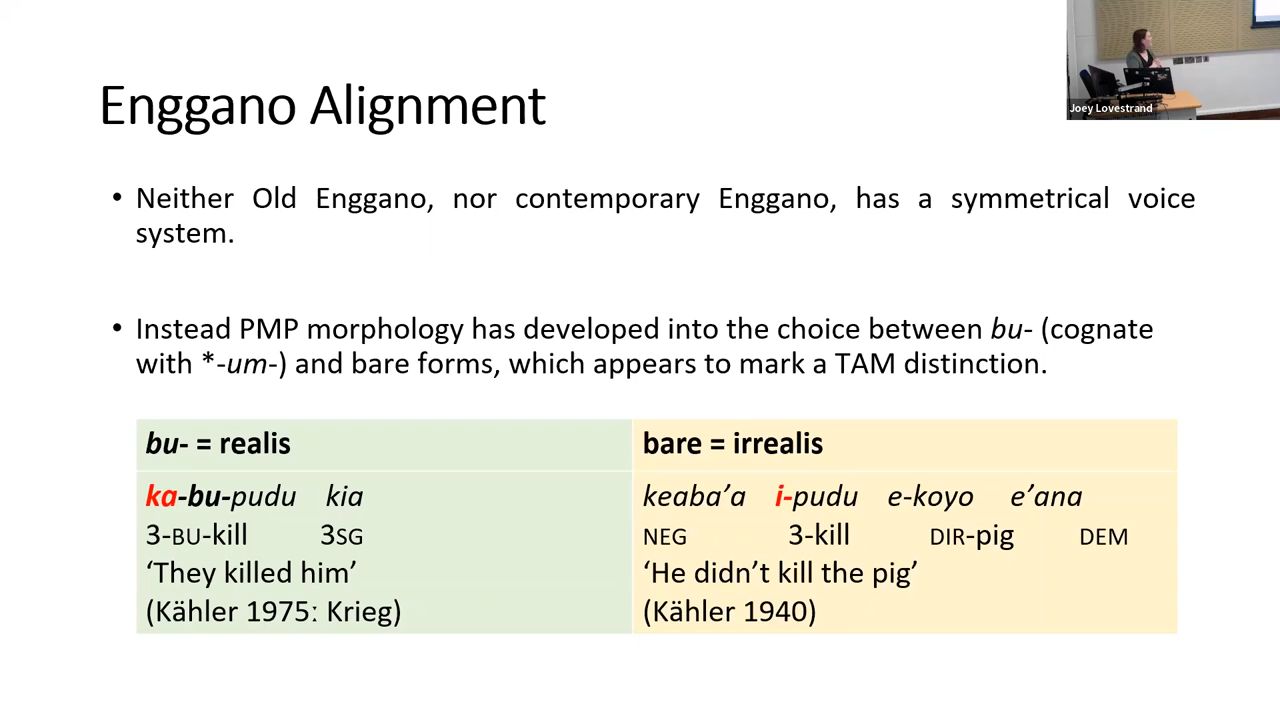 Joey Lovestrand
Enggano Alignment
• Neither Old Enggano, nor contemporary Enggano, has a symmetrical voice
system.
• Instead PMP morphology has developed into the choice between bu- (cognate
with *-um-) and bare forms, which appears to mark a TAM distinction.
bu- = realis
ka-bu-pudu kia
3-BU-kill 3SG
‘They killed him’
(Kähler 1975: Krieg)
bare = irrealis
keaba’a i-pudu e-koyo e’ana
NEG 3-kill DIR-pig DEM
‘He didn’t kill the pig’
(Kähler 1940)